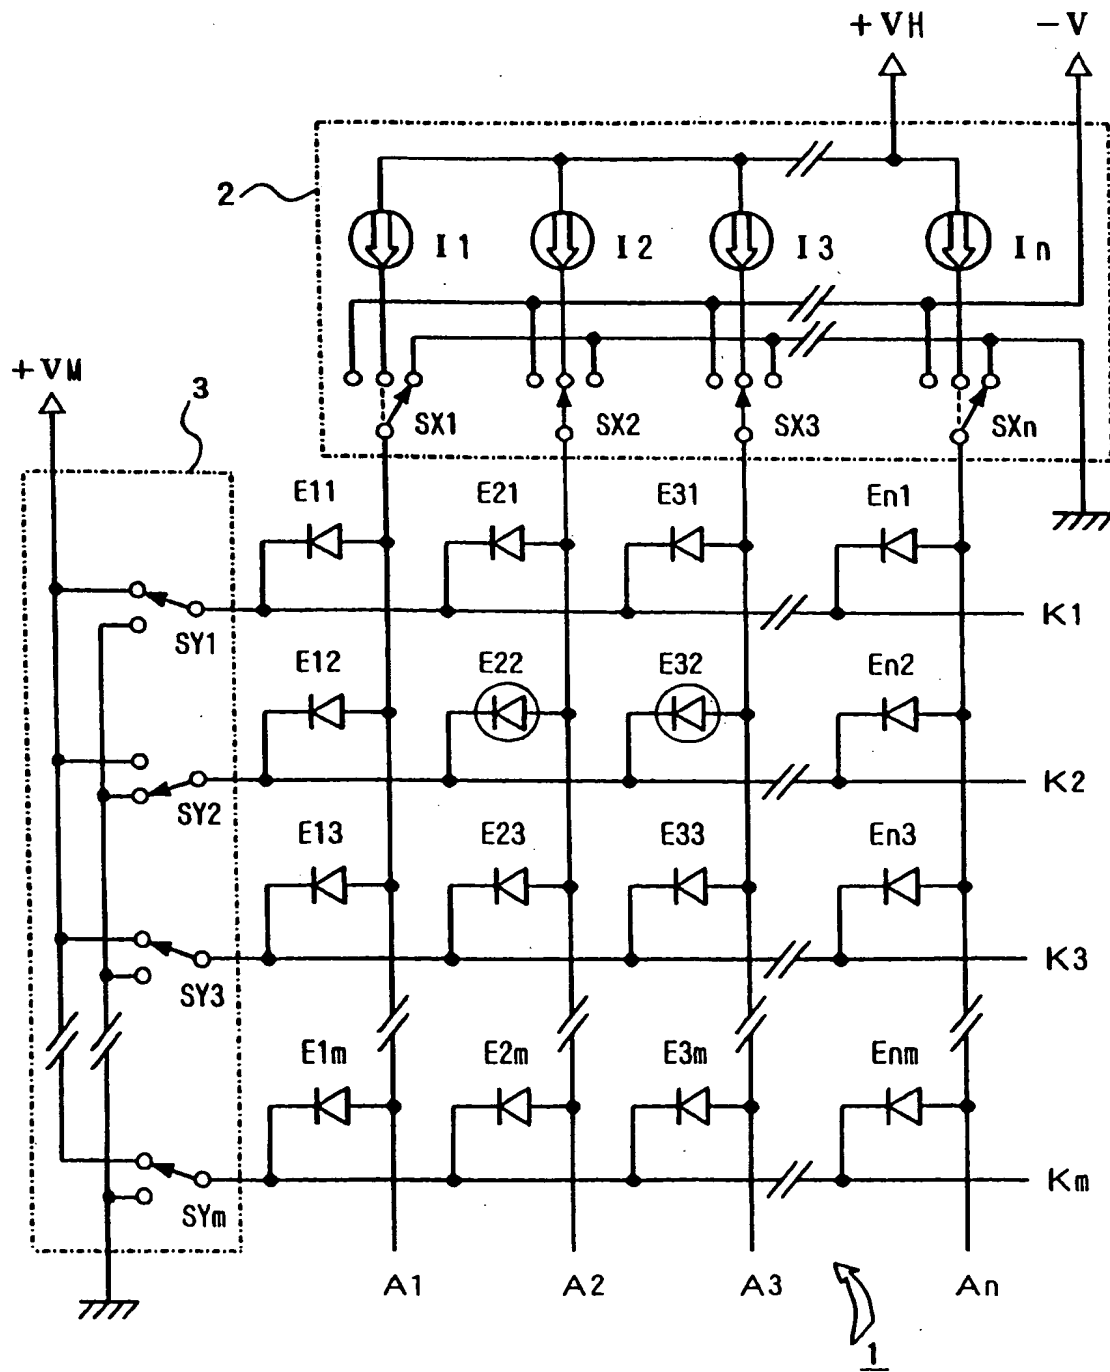 +VH -V
2
I1 I2 I3 In
+VM
3
SX1 SX2 SX3 SXn
E11 E21 E31 En1
SY1 K1
E12 E22 E32 En2
SY2 K2
E13 E23 E33 En3
SY3 K3
E1m E2m E3m Enm
SYm Km
A1 A2 A3 An
1